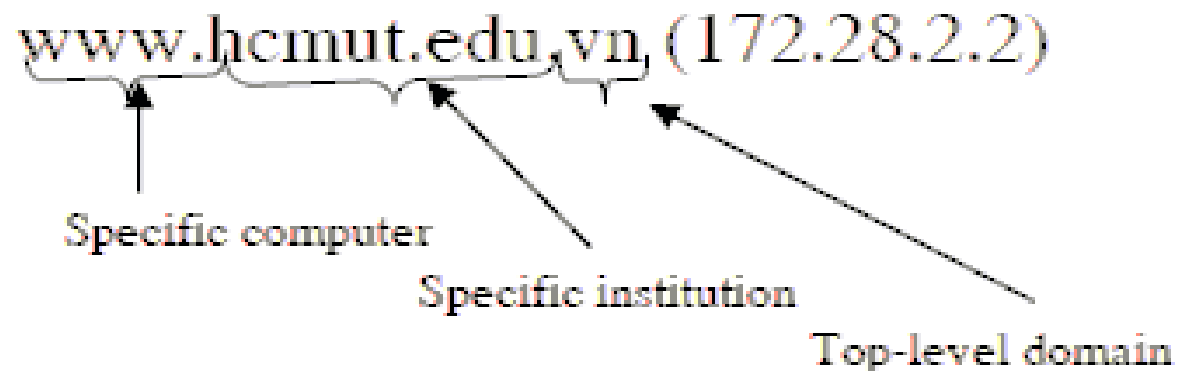 www.hcmut.edu.vn (172.28.2.2)
Specific computer
Specific institution
Top-level domain